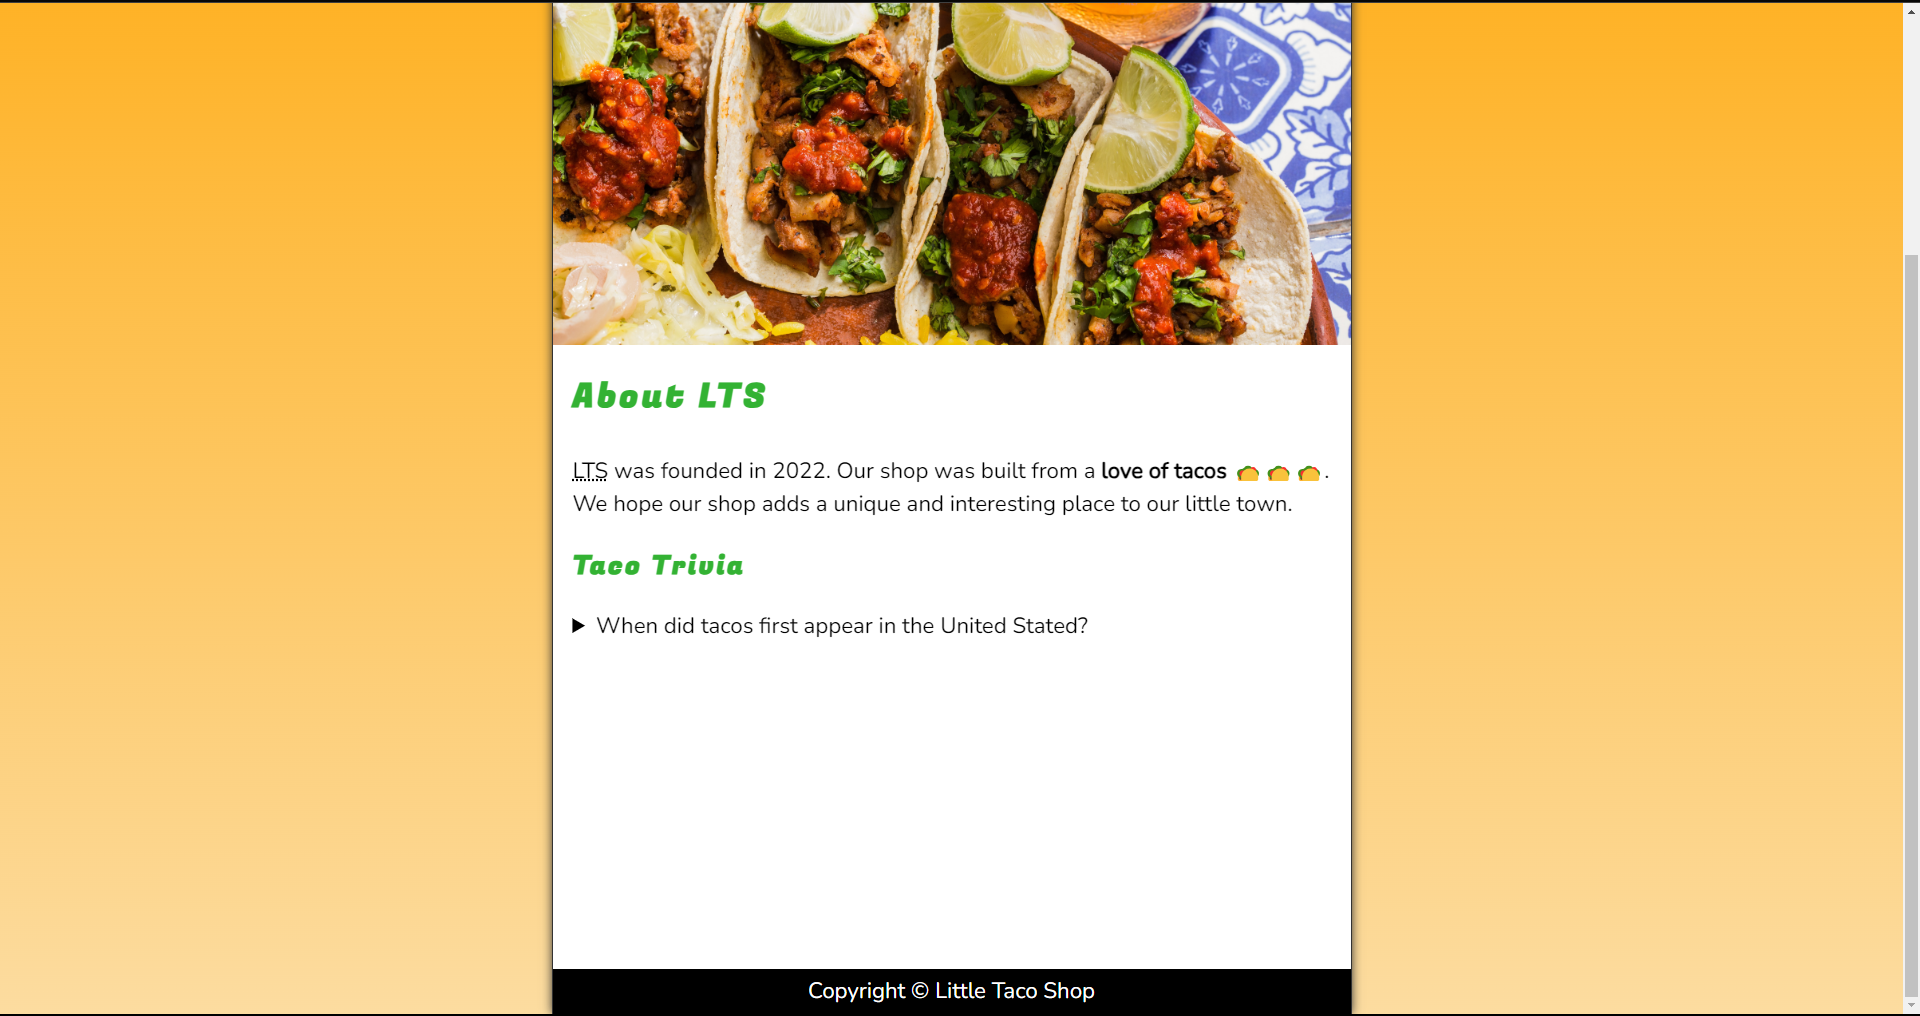 About LTS
LTS was founded in 2022. Our shop was built from a love of tacos 🌮 🌮 🌮.
We hope our shop adds a unique and interesting place to our little town.
Taco Trivia
▶ When did tacos first appear in the United Stated?
Copyright © Little Taco Shop